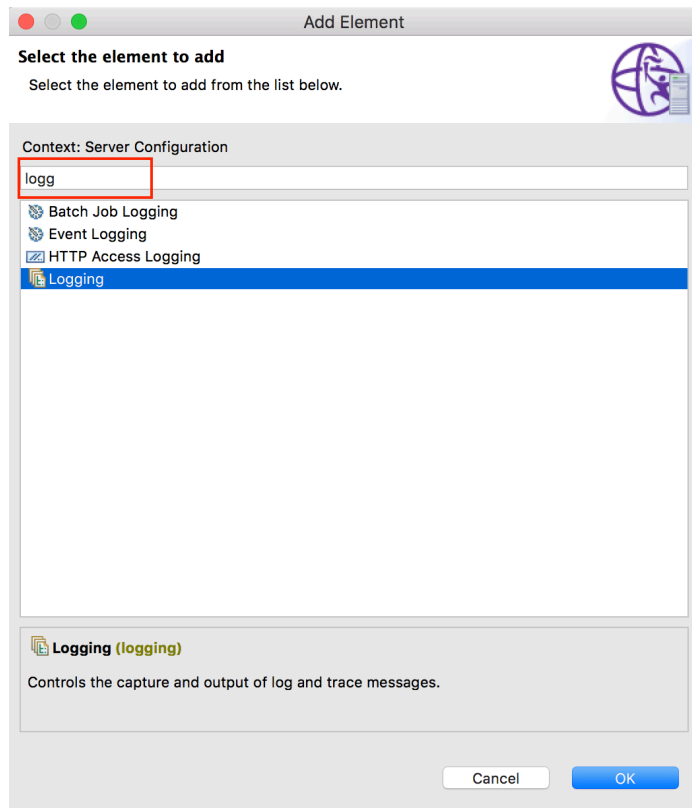 Add Element
Select the element to add
Select the element to add from the list below.
Context: Server Configuration
logg
Batch Job Logging
Event Logging
HTTP Access Logging
Logging
Logging (logging)
Controls the capture and output of log and trace messages.
Cancel
OK